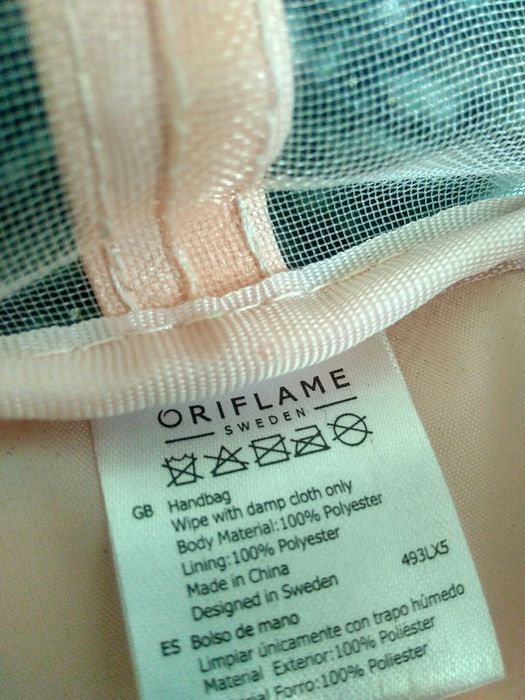 ORIFLAME
SWEDEN
GB Handbag
Wipe with damp cloth only
Body Material:100% Polyester
Lining:100% Polyester
Made in China 493LX5
Designed in Sweden
ES Bolso de mano
Limpiar únicamente con trapo húmedo
Material Exterior:100% Poliéster
Forro:100% Poliéster